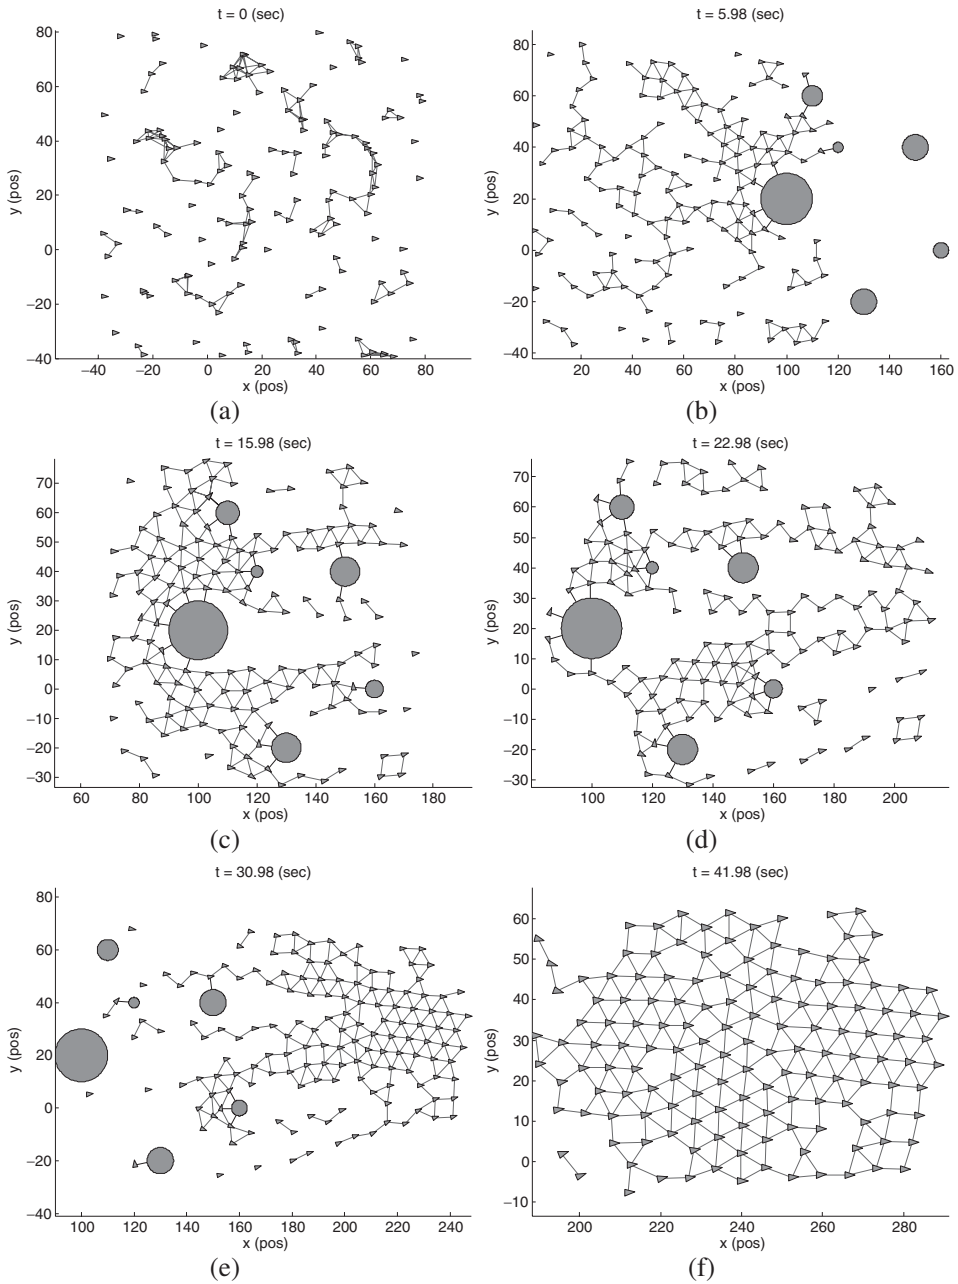 t = 0 (sec)
80
60
40
20
0
−20
−40
y (pos)
−40 −20 0 20 40 60 80
x (pos)
(a)
t = 5.98 (sec)
80
60
40
20
0
−20
−40
y (pos)
20 40 60 80 100 120 140 160
x (pos)
(b)
t = 15.98 (sec)
70
60
50
40
30
20
10
0
−10
−20
−30
y (pos)
60 80 100 120 140 160 180
x (pos)
(c)
t = 22.98 (sec)
70
60
50
40
30
20
10
0
−10
−20
−30
y (pos)
100 120 140 160 180 200
x (pos)
(d)
t = 30.98 (sec)
80
60
40
20
0
−20
−40
y (pos)
100 120 140 160 180 200 220 240
x (pos)
(e)
t = 41.98 (sec)
60
50
40
30
20
10
0
−10
y (pos)
200 220 240 260 280
x (pos)
(f)